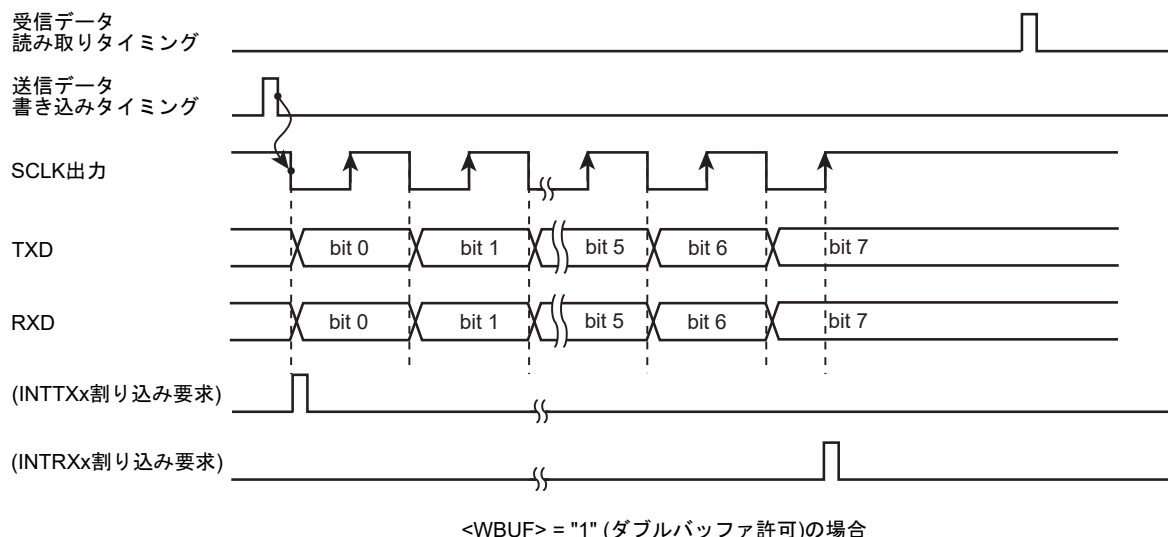 受信データ
読み取りタイミング
送信データ
書き込みタイミング
SCLK出力
TXD
bit 0
bit 1
bit 5
bit 6
bit 7
RXD
bit 0
bit 1
bit 5
bit 6
bit 7
(INTTXx割り込み要求)
(INTRXx割り込み要求)
<WBUF> = "1" (ダブルバッファ許可)の場合